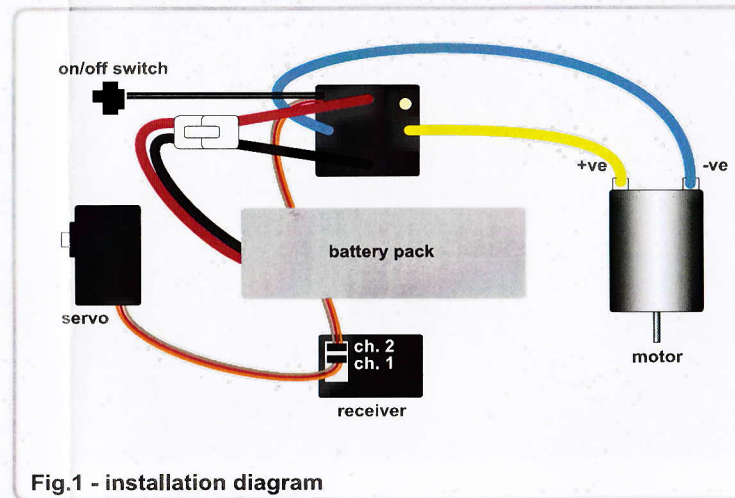 on/off switch
+ve
-ve
battery pack
servo
ch. 2
ch. 1
motor
receiver
Fig.1 - installation diagram